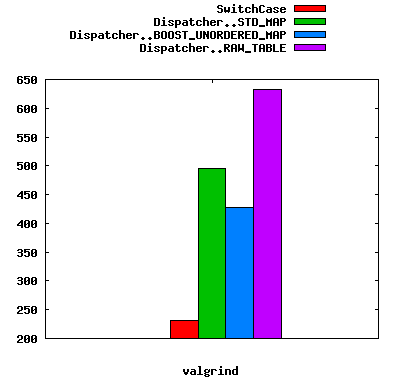 SwitchCase
Dispatcher..STD_MAP
Dispatcher..BOOST_UNORDERED_MAP
Dispatcher..RAW_TABLE
650
600
550
500
450
400
350
300
250
200
valgrind